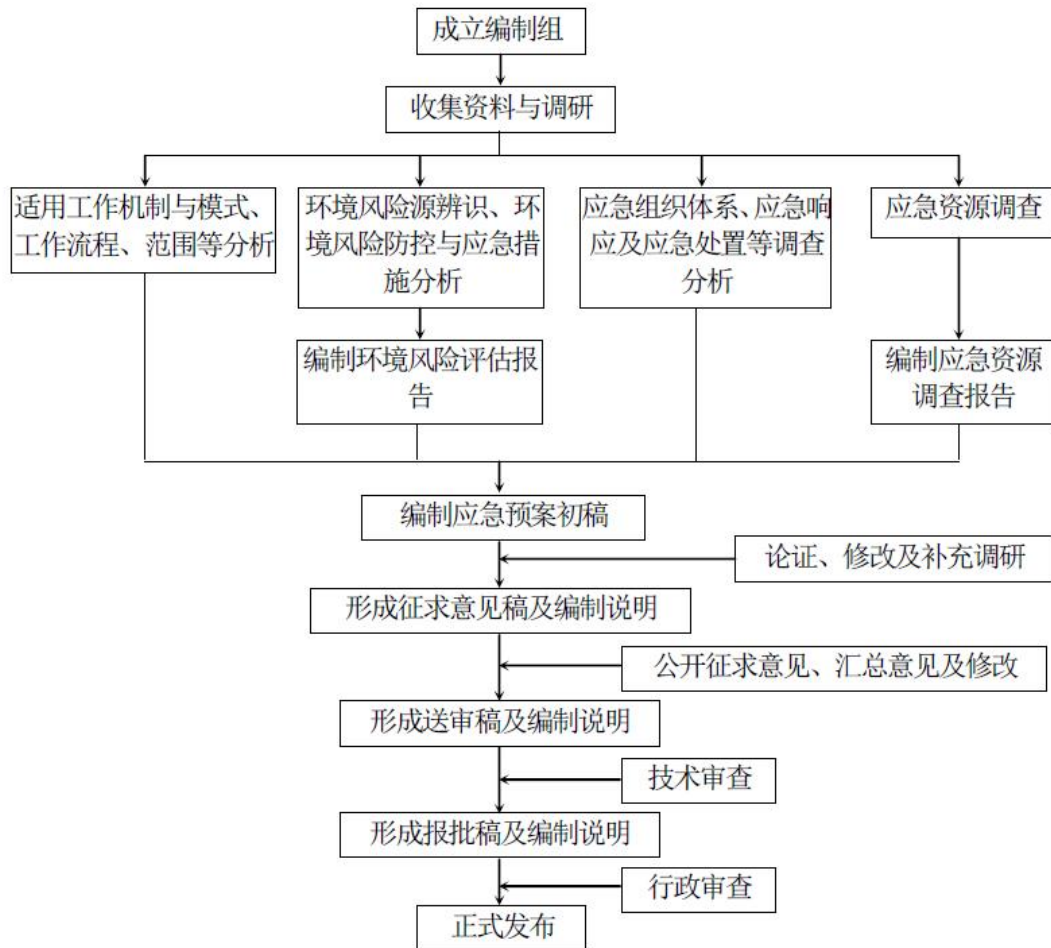 成立编制组
收集资料与调研
适用工作机制与模式、
工作流程、范围等分析
环境风险源辨识、环
境风险防控与应急措
施分析
应急组织体系、应急响
应及应急处置等调查
分析
应急资源调查
编制环境风险评估报
告
编制应急资源
调查报告
编制应急预案初稿
论证、修改及补充调研
形成征求意见稿及编制说明
公开征求意见、汇总意见及修改
形成送审稿及编制说明
技术审查
形成报批稿及编制说明
行政审查
正式发布